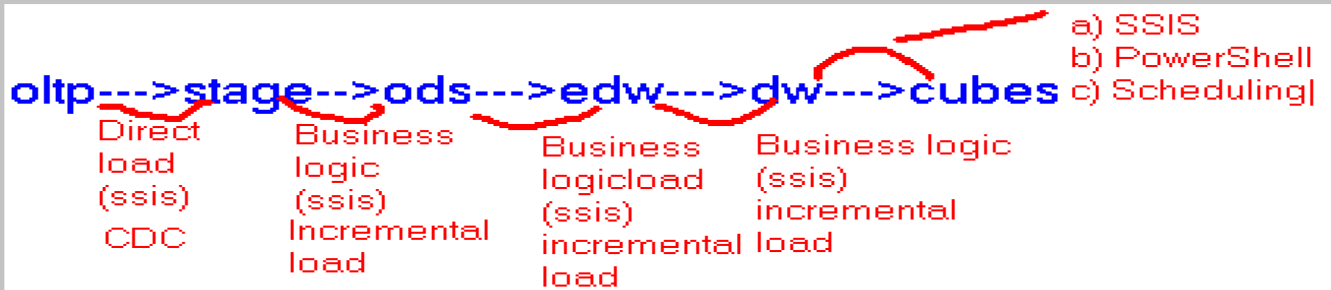 a) SSIS
b) PowerShell
oltp--->stage-->ods--->edw--->dw--->cubes c) Scheduling|
Direct
load
(ssis)
CDC
Business
logic
(ssis)
Incremental
load
Business
logicload
(ssis)
incremental
load
Business logic
(ssis)
incremental
load